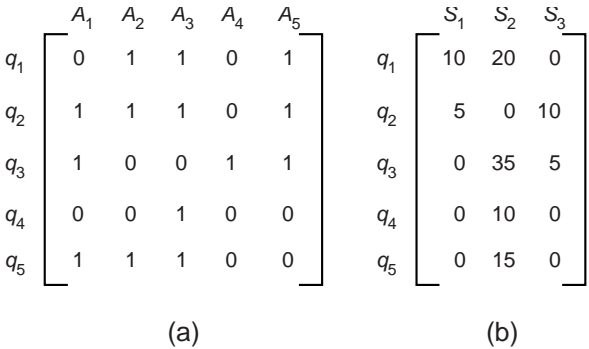 A1 A2 A3 A4 A5 S1 S2 S3
q1 0 1 1 0 1 q1 10 20 0
q2 1 1 1 0 1 q2 5 0 10
q3 1 0 0 1 1 q3 0 35 5
q4 0 0 1 0 0 q4 0 10 0
q5 1 1 1 0 0 q5 0 15 0
(a) (b)